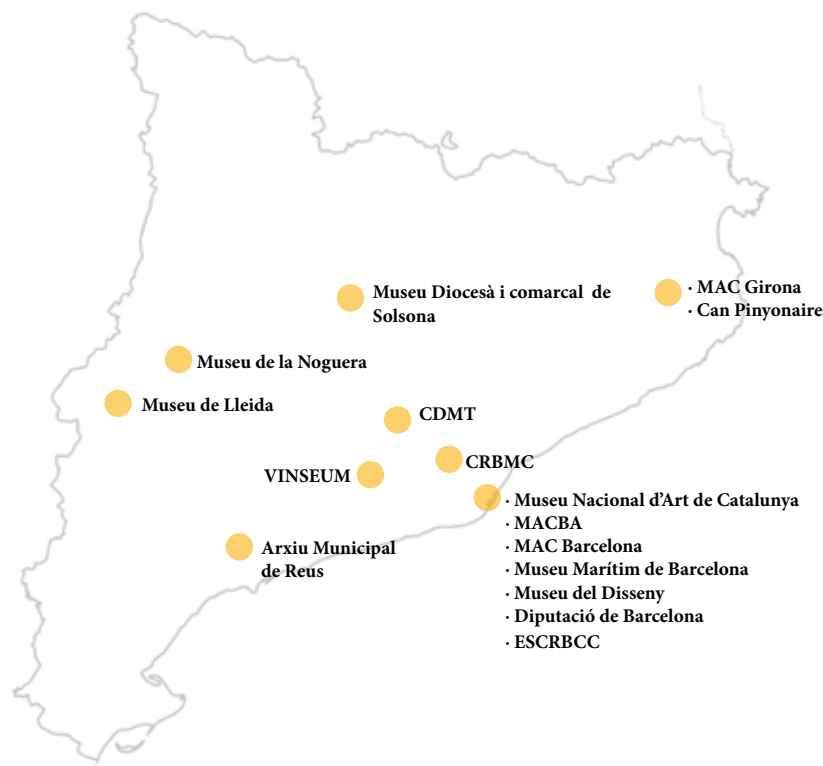 Museu Diocesà i comarcal de
Solsona
· MAC Girona
· Can Pinyonaire
Museu de la Noguera
Museu de Lleida
CDMT
CRBMC
VINSEUM
· Museu Nacional d’Art de Catalunya
· MACBA
· MAC Barcelona
· Museu Marítim de Barcelona
· Museu del Disseny
· Diputació de Barcelona
· ESCRBCC
Arxiu Municipal
de Reus